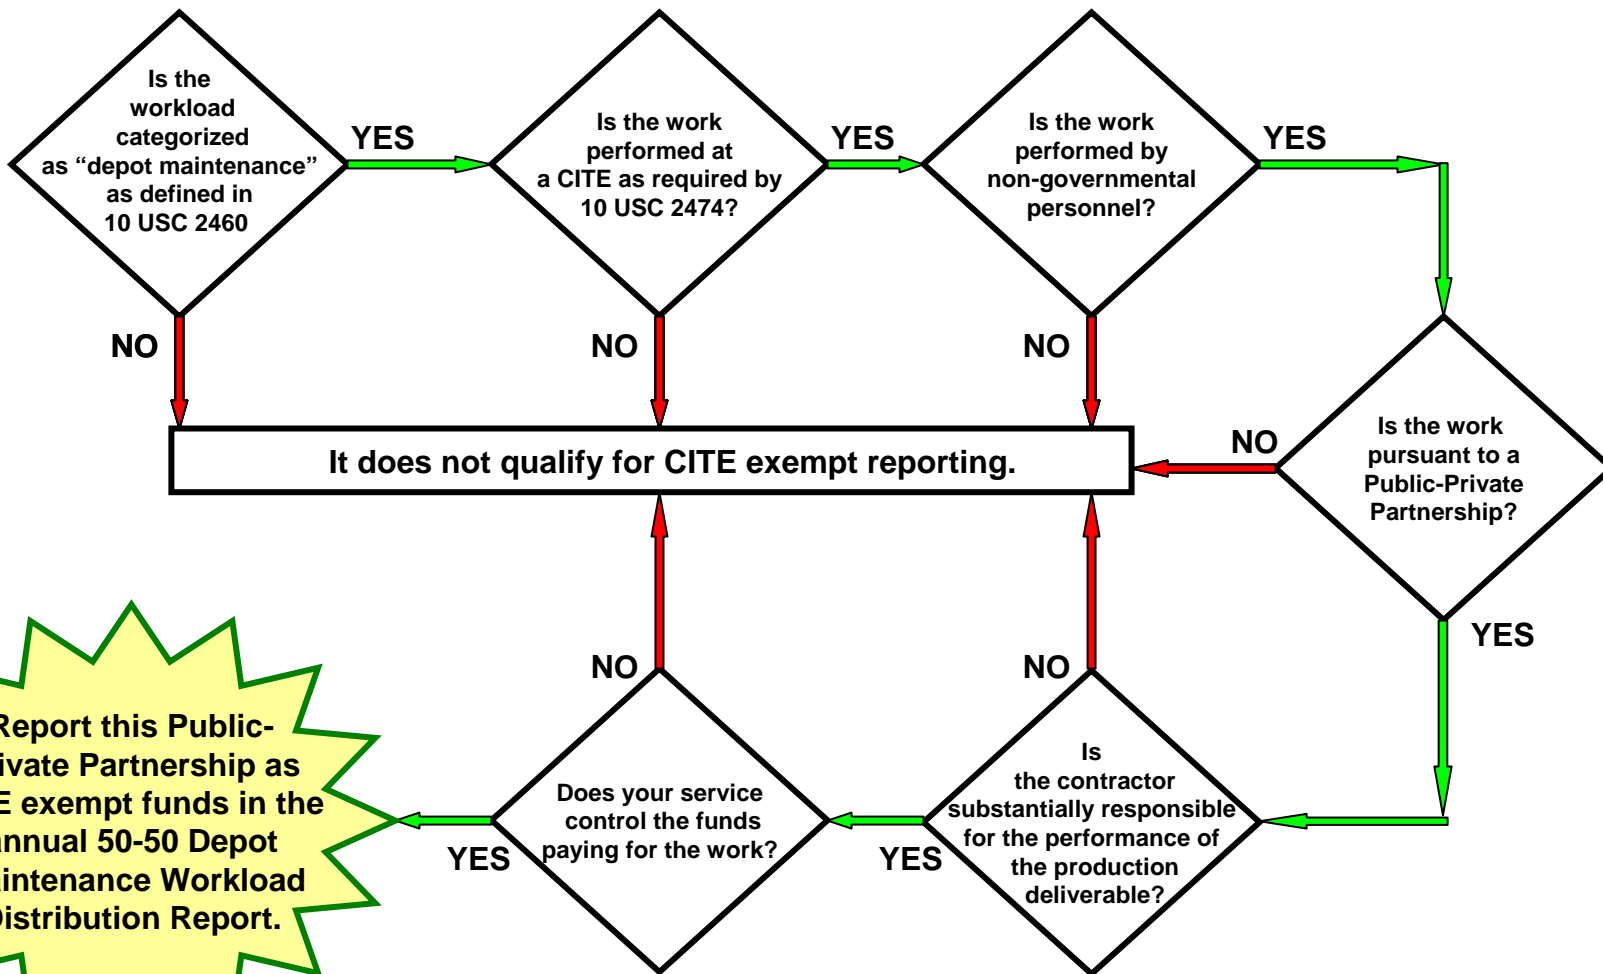 Is the
workload
categorized
as “depot maintenance”
as defined in
10 USC 2460
YES
NO
Is the work
performed at
a CITE as required by
10 USC 2474?
YES
NO
Is the work
performed by
non-governmental
personnel?
YES
NO
Is the work
pursuant to a
Public-Private
Partnership?
NO
YES
It does not qualify for CITE exempt reporting.
Is
the contractor
substantially responsible
for the performance of
the production
deliverable?
NO
YES
Does your service
control the funds
paying for the work?
NO
YES
Report this Public-
ivate Partnership as
E exempt funds in the
annual 50-50 Depot
aintenance Workload
Distribution Report.